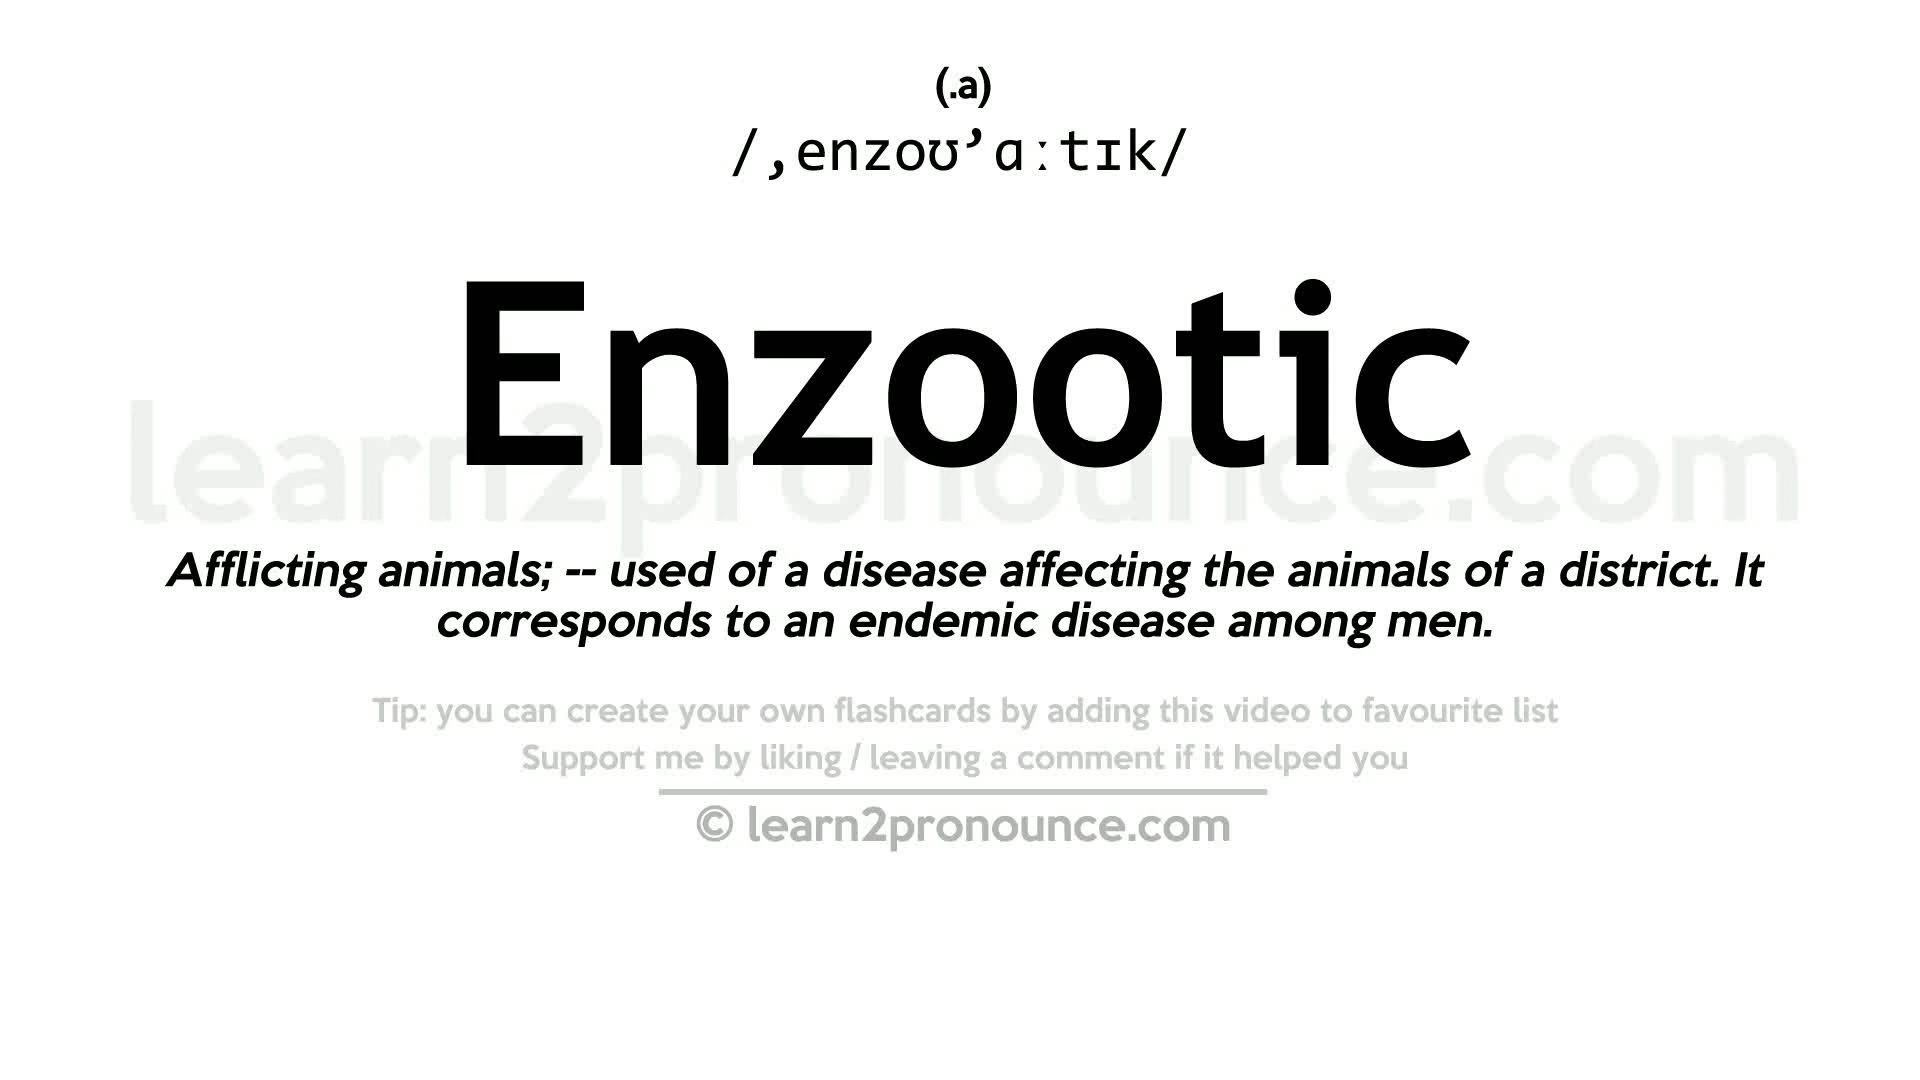 (.a)
/,enzoʊ’ɑːtɪk/
Enzootic
learn2pronounce.com
Afflicting animals; -- used of a disease affecting the animals of a district. It
corresponds to an endemic disease among men.
Tip: you can create your own flashcards by adding this video to favourite list
Support me by liking / leaving a comment if it helped you
© learn2pronounce.com